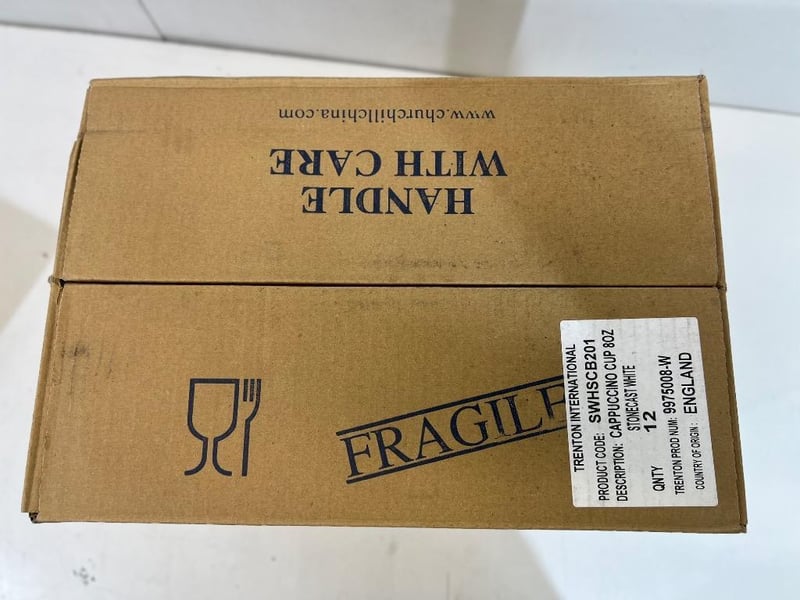 www.churchillchina.com
HANDLE
WITH CARE
FRAGILE
TRENTON INTERNATIONAL
PRODUCT CODE: SWHSCB201
DESCRIPTION: CAPPUCCINO CUP 8OZ
STONECAST WHITE
QNTY 12
TRENTON PROD NUM: 9975008-W
COUNTRY OF ORIGIN: ENGLAND